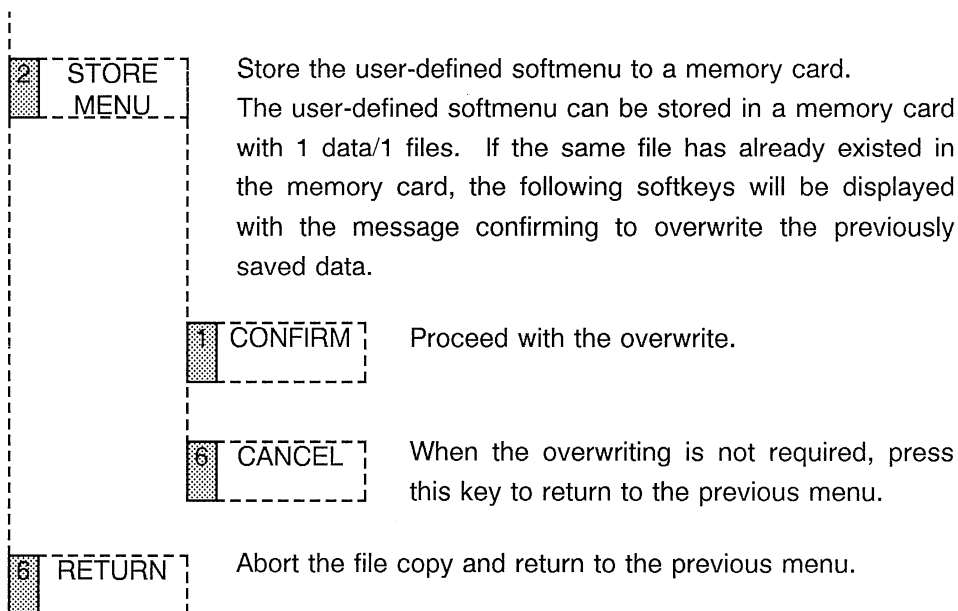 2 STORE MENU
Store the user-defined softmenu to a memory card.
The user-defined softmenu can be stored in a memory card
with 1 data/1 files. If the same file has already existed in
the memory card, the following softkeys will be displayed
with the message confirming to overwrite the previously
saved data.
1 CONFIRM
Proceed with the overwrite.
6 CANCEL
When the overwriting is not required, press
this key to return to the previous menu.
6 RETURN
Abort the file copy and return to the previous menu.